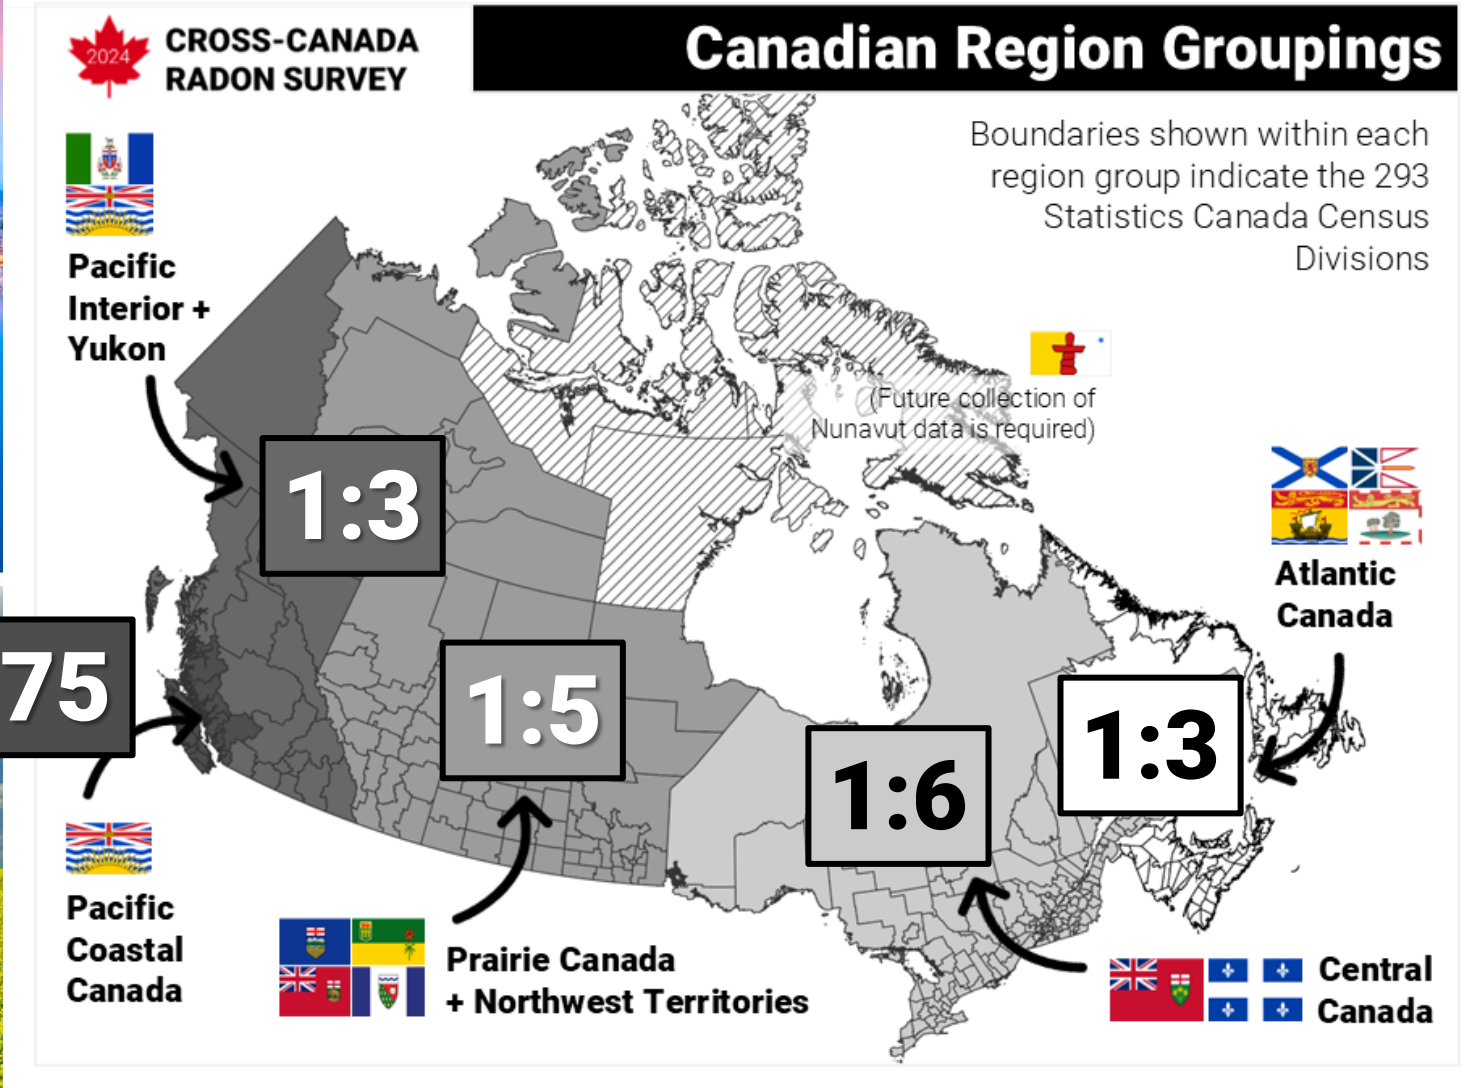 2024
CROSS-CANADA
RADON SURVEY
Canadian Region Groupings
Boundaries shown within each
region group indicate the 293
Statistics Canada Census
Divisions
Pacific
Interior +
Yukon
(Future collection of
Nunavut data is required)
1:3
Atlantic
Canada
75
1:5
1:6
1:3
Pacific
Coastal
Canada
Prairie Canada
+ Northwest Territories
Central
Canada